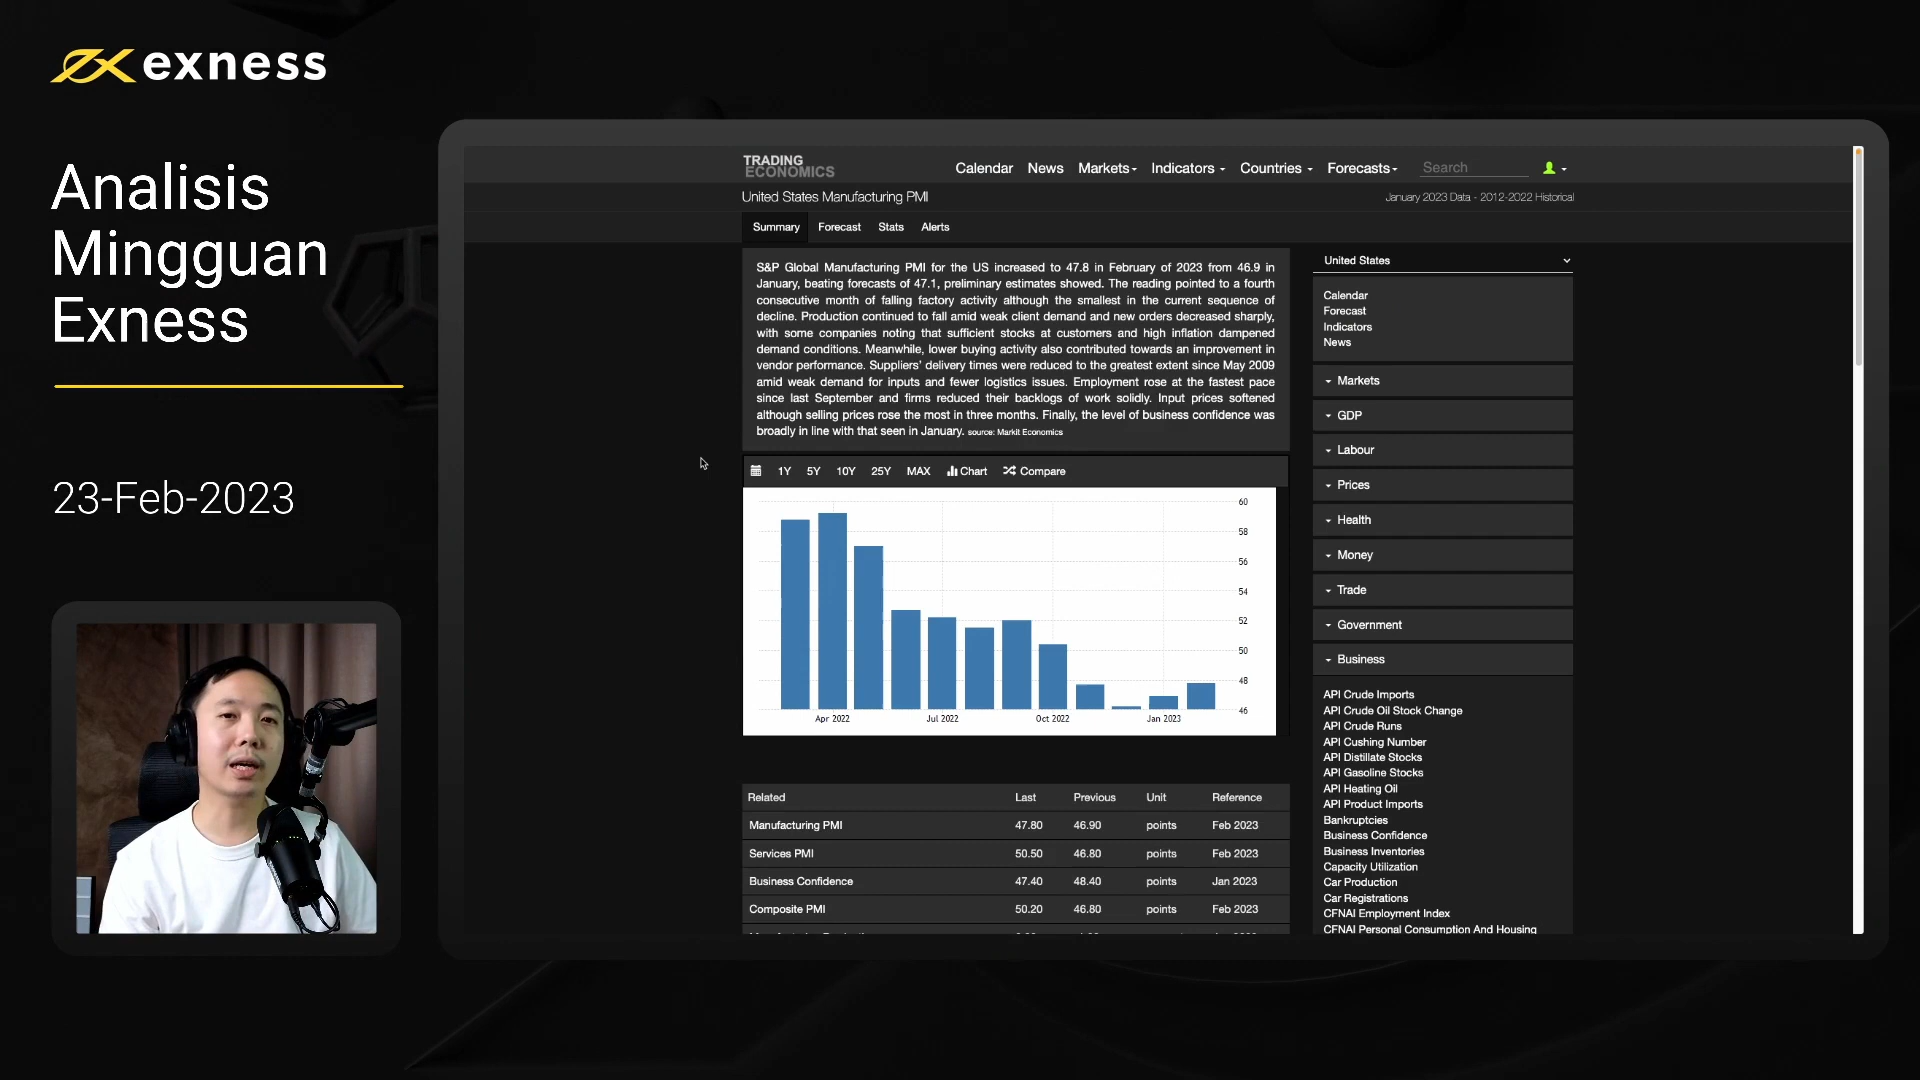 exness
Analisis
Mingguan
Exness
23-Feb-2023
TRADING
ECONOMICS
Calendar News Markets Indicators Countries Forecasts Search
United States Manufacturing PMI
January 2023 Data - 2012-2022 Historical
Summary Forecast Stats Alerts
S&P Global Manufacturing PMI for the US increased to 47.8 in February of 2023 from 46.9 in
January, beating forecasts of 47.1, preliminary estimates showed. The reading pointed to a fourth
consecutive month of falling factory activity although the smallest in the current sequence of
decline. Production continued to fall amid weak client demand and new orders decreased sharply,
with some companies noting that sufficient stocks at customers and high inflation dampened
demand conditions. Meanwhile, lower buying activity also contributed towards an improvement in
vendor performance. Suppliers' delivery times were reduced to the greatest extent since May 2009
amid weak demand for inputs and fewer logistics issues. Employment rose at the fastest pace
since last September and firms reduced their backlogs of work solidly. Input prices softened
although selling prices rose the most in three months. Finally, the level of business confidence was
broadly in line with that seen in January. source: Markit Economics
1Y 5Y 10Y 25Y MAX Chart Compare
60
58
56
54
52
50
48
46
Apr 2022 Jul 2022 Oct 2022 Jan 2023
Related Last Previous Unit Reference
Manufacturing PMI 47.80 46.90 points Feb 2023
Services PMI 50.50 46.80 points Feb 2023
Business Confidence 47.40 48.40 points Jan 2023
Composite PMI 50.20 46.80 points Feb 2023
United States
Calendar
Forecast
Indicators
News
Markets
GDP
Labour
Prices
Health
Money
Trade
Government
Business
API Crude Imports
API Crude Oil Stock Change
API Crude Runs
API Cushing Number
API Distillate Stocks
API Gasoline Stocks
API Heating Oil
API Product Imports
Bankruptcies
Business Confidence
Business Inventories
Capacity Utilization
Car Production
Car Registrations
CFNAI Employment Index
CFNAI Personal Consumption And Housing